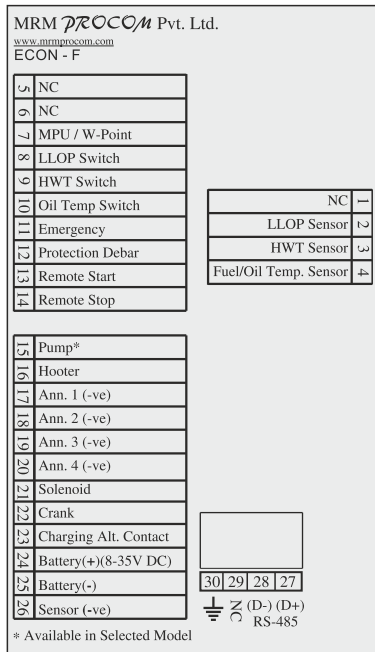 MRM PROCOM Pvt. Ltd.
www.mrmprocom.com
ECON - F
5 NC
6 NC
7 MPU / W-Point
8 LLOP Switch
9 HWT Switch
10 Oil Temp Switch
11 Emergency
12 Protection Debar
13 Remote Start
14 Remote Stop
NC 1
LLOP Sensor 2
HWT Sensor 3
Fuel/Oil Temp. Sensor 4
15 Pump*
16 Hooter
17 Ann. 1 (-ve)
18 Ann. 2 (-ve)
19 Ann. 3 (-ve)
20 Ann. 4 (-ve)
21 Solenoid
22 Crank
23 Charging Alt. Contact
24 Battery(+)(8-35V DC)
25 Battery(-)
26 Sensor (-ve)
30 29 28 27
NC (D-) (D+)
RS-485
* Available in Selected Model